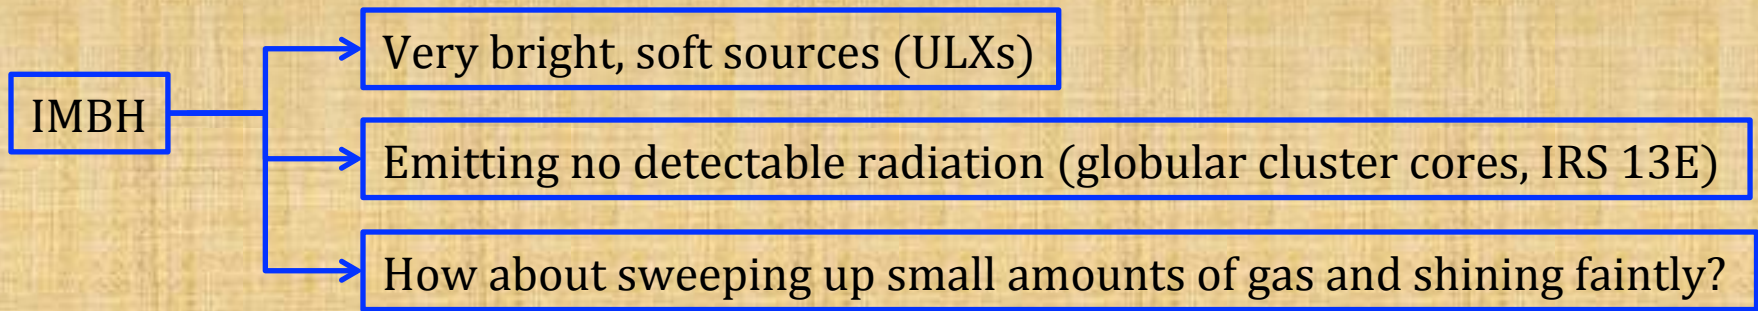 Very bright, soft sources (ULXs)
IMBH
Emitting no detectable radiation (globular cluster cores, IRS 13E)
How about sweeping up small amounts of gas and shining faintly?